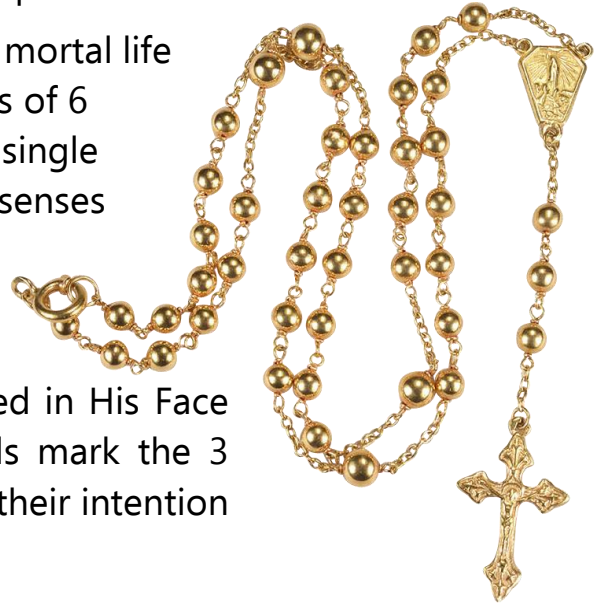 mortal life
s of 6
single
senses
ed in His Face
ls mark the 3
their intention